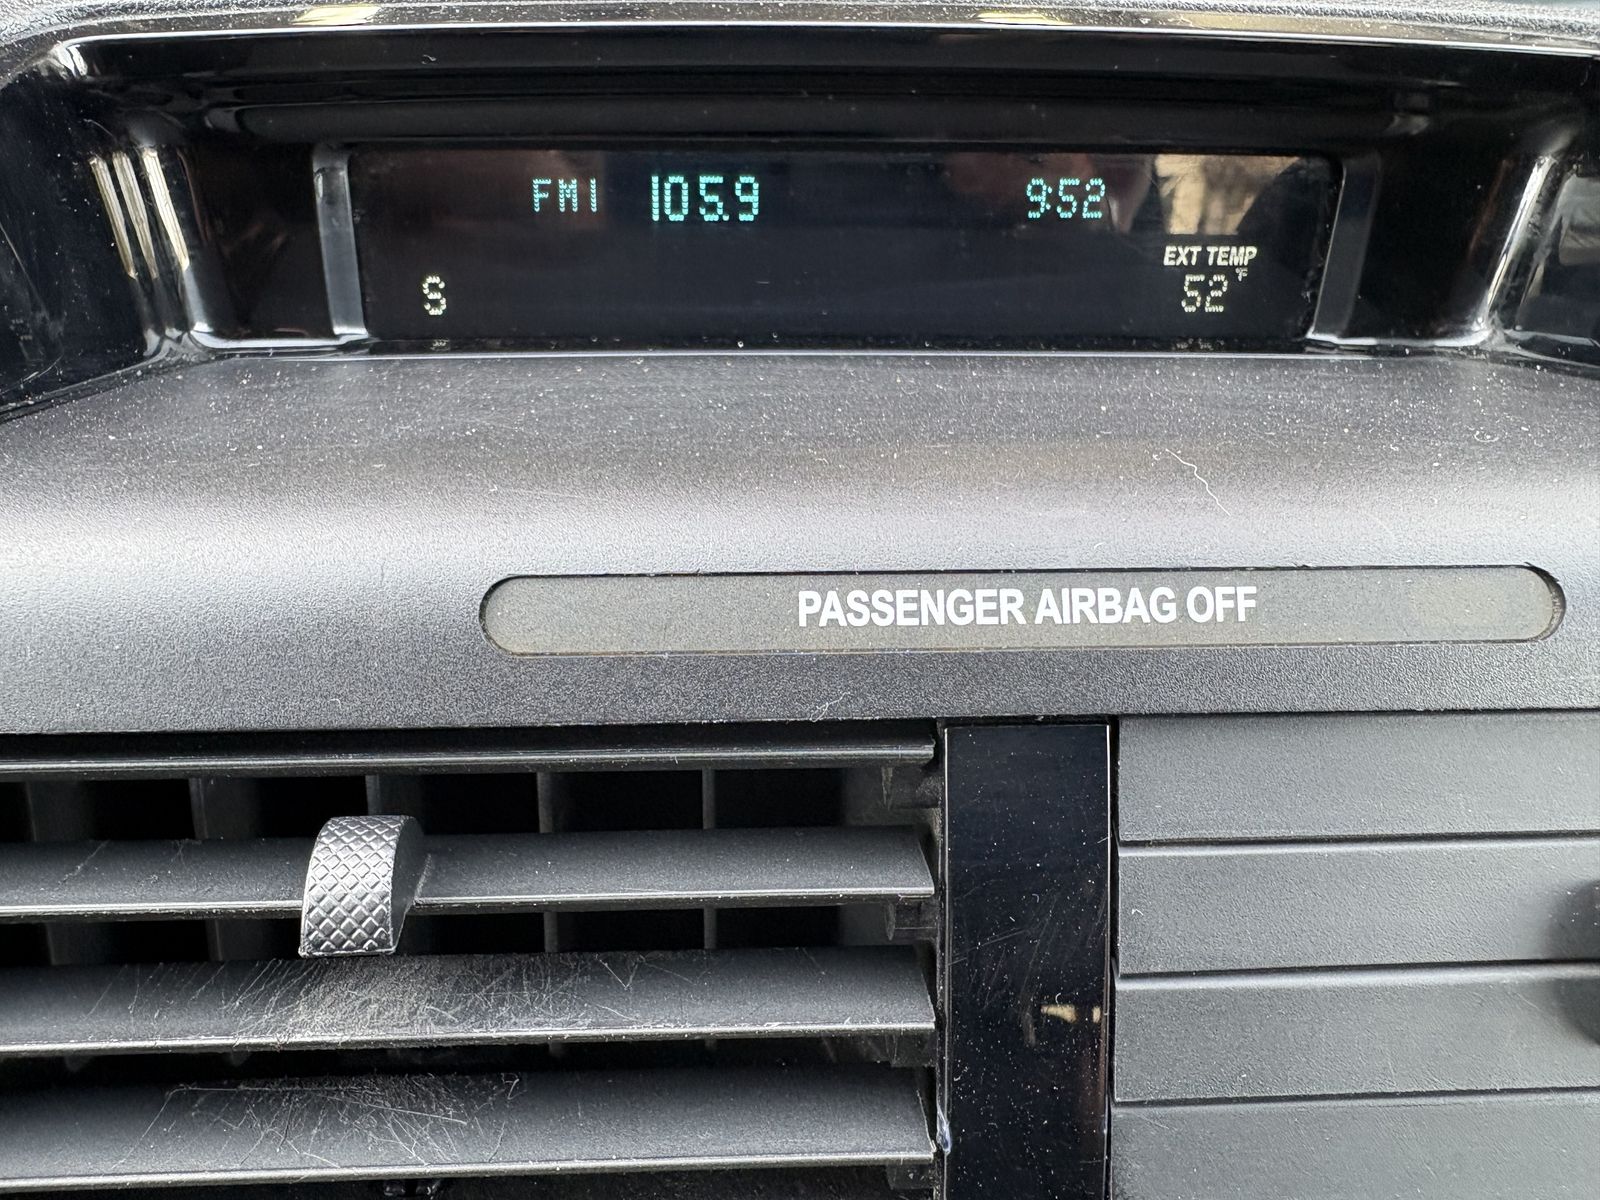 FM1 105.9 9:52
EXT TEMP
S 52°F
PASSENGER AIRBAG OFF